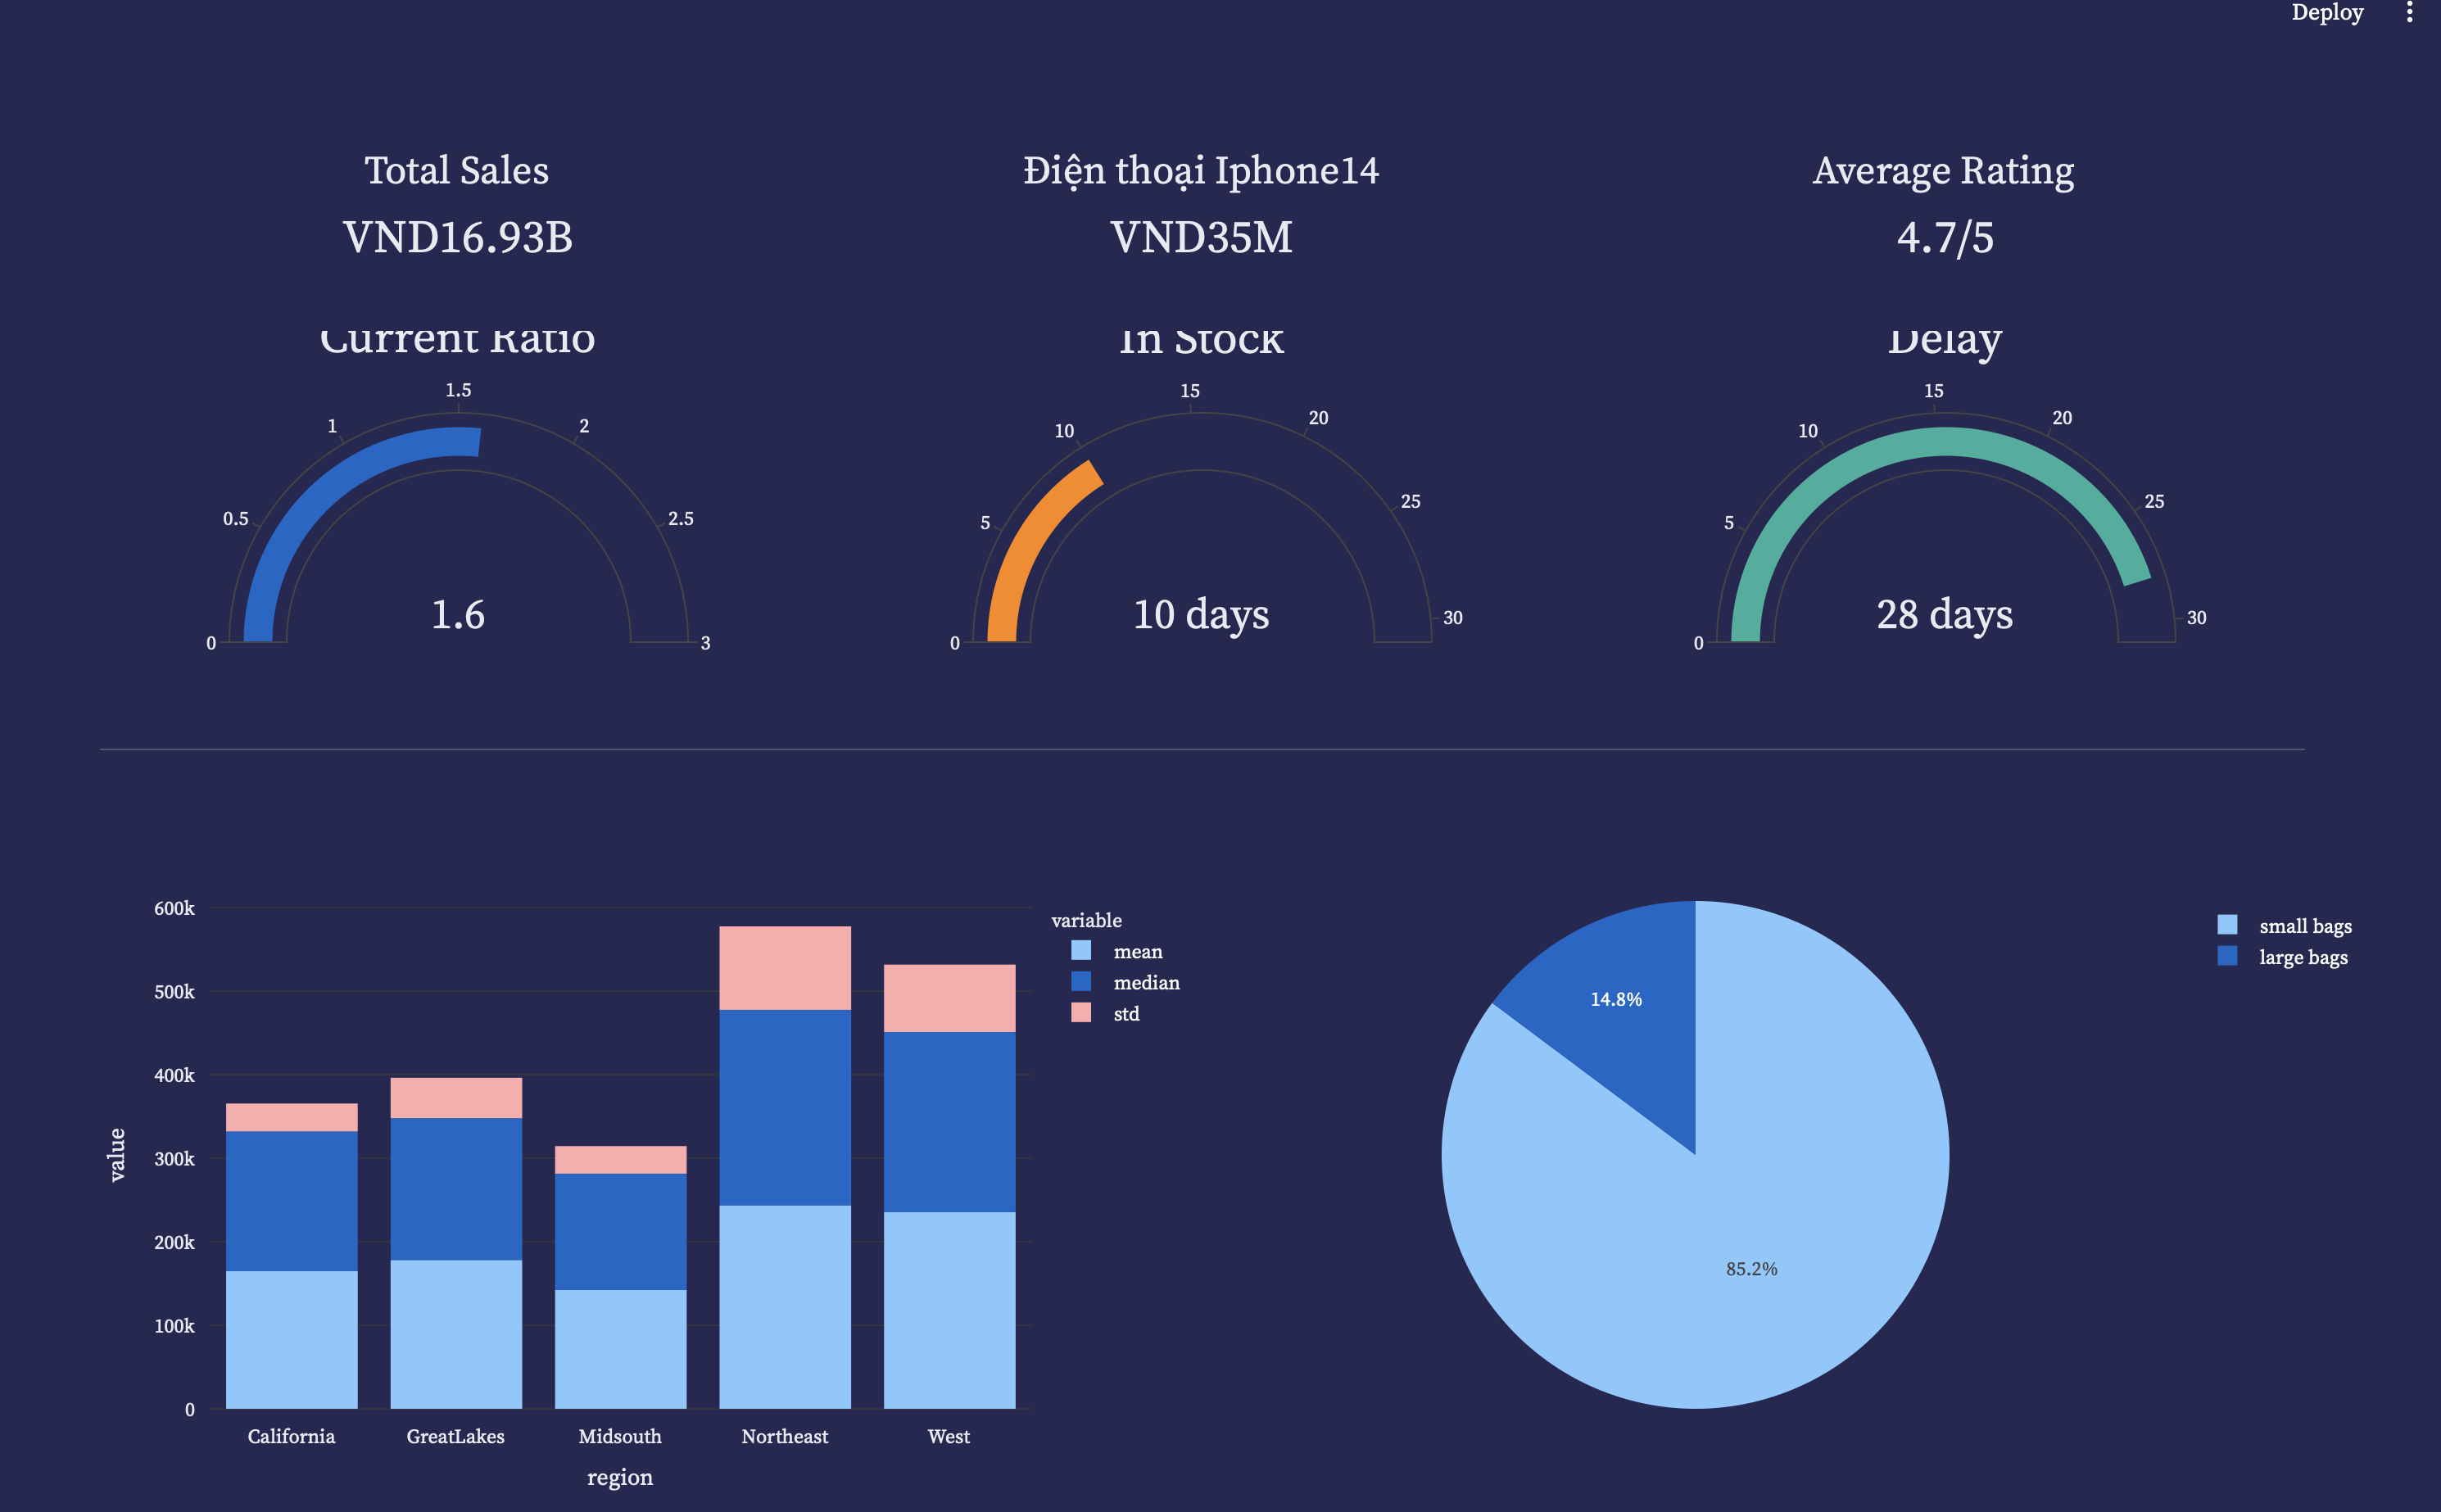 Deploy
Total Sales
VND16.93B
Điện thoại Iphone14
VND35M
Average Rating
4.7/5
Current Ratio
0
0.5
1
1.5
2
2.5
3
1.6
In Stock
0
5
10
15
20
25
30
10 days
Delay
0
5
10
15
20
25
30
28 days
600k
500k
400k
300k
200k
100k
0
value
California
GreatLakes
Midsouth
Northeast
West
region
variable
mean
median
std
14.8%
85.2%
small bags
large bags